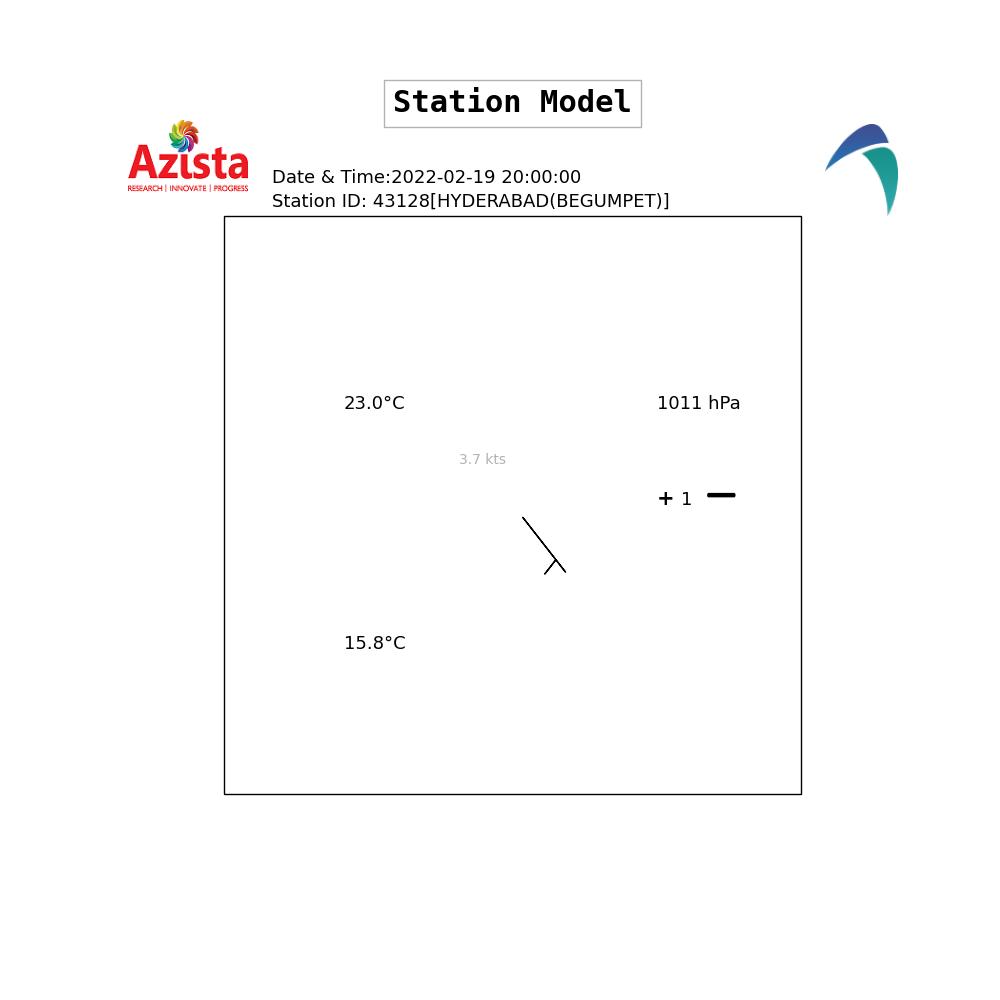 Station Model
Azista
RESEARCH | INNOVATE | PROGRESS
Date & Time:2022-02-19 20:00:00
Station ID: 43128[HYDERABAD(BEGUMPET)]
23.0°C
1011 hPa
3.7 kts
+ 1
15.8°C